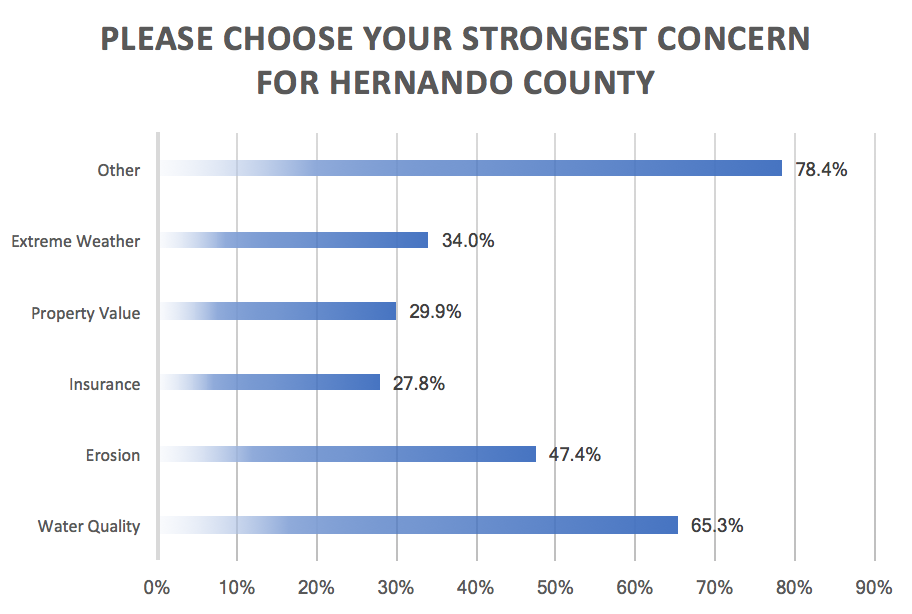 PLEASE CHOOSE YOUR STRONGEST CONCERN
FOR HERNANDO COUNTY
Other 78.4%
Extreme Weather 34.0%
Property Value 29.9%
Insurance 27.8%
Erosion 47.4%
Water Quality 65.3%
0% 10% 20% 30% 40% 50% 60% 70% 80% 90%